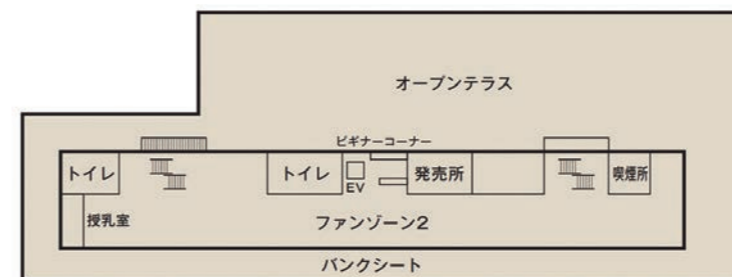 オープンテラス
ビギナーコーナー
トイレ
トイレ
EV
発売所
喫煙所
授乳室
ファンゾーン2
バンクシート